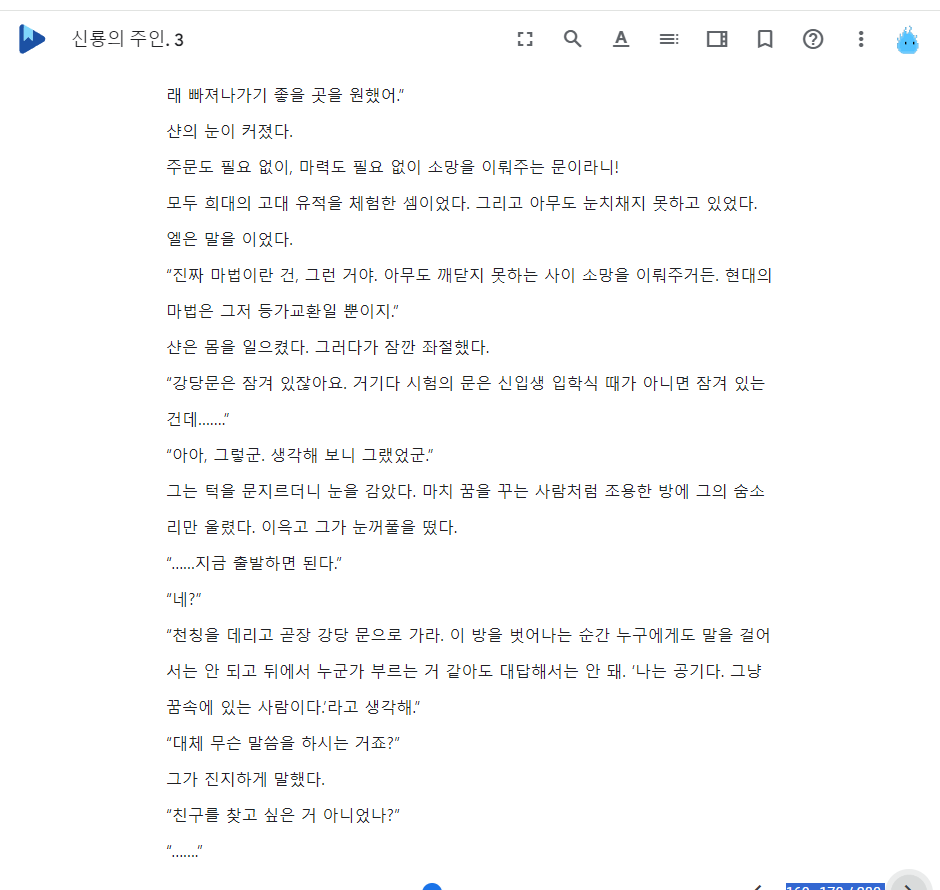 신룡의 주인. 3
래 빠져나가기 좋을 곳을 원했어.”
샨의 눈이 커졌다.
주문도 필요 없이, 마력도 필요 없이 소망을 이뤄주는 문이라니!
모두 희대의 고대 유적을 체험한 셈이었다. 그리고 아무도 눈치채지 못하고 있었다.
엘은 말을 이었다.
“진짜 마법이란 건, 그런 거야. 아무도 깨닫지 못하는 사이 소망을 이뤄주거든. 현대의
마법은 그저 등가교환일 뿐이지.”
샨은 몸을 일으켰다. 그러다가 잠깐 좌절했다.
“강당문은 잠겨 있잖아요. 거기다 시험의 문은 신입생 입학식 때가 아니면 잠겨 있는
건데…….”
“아아, 그렇군. 생각해 보니 그랬었군.”
그는 턱을 문지르더니 눈을 감았다. 마치 꿈을 꾸는 사람처럼 조용한 방에 그의 숨소
리만 울렸다. 이윽고 그가 눈꺼풀을 떴다.
“……지금 출발하면 된다.”
“네?”
“천칭을 데리고 곧장 강당 문으로 가라. 이 방을 벗어나는 순간 누구에게도 말을 걸어
서는 안 되고 뒤에서 누군가 부르는 거 같아도 대답해서는 안 돼. ‘나는 공기다. 그냥
꿈속에 있는 사람이다.’라고 생각해.”
“대체 무슨 말씀을 하시는 거죠?”
그가 진지하게 말했다.
“친구를 찾고 싶은 거 아니었나?”
“…….”